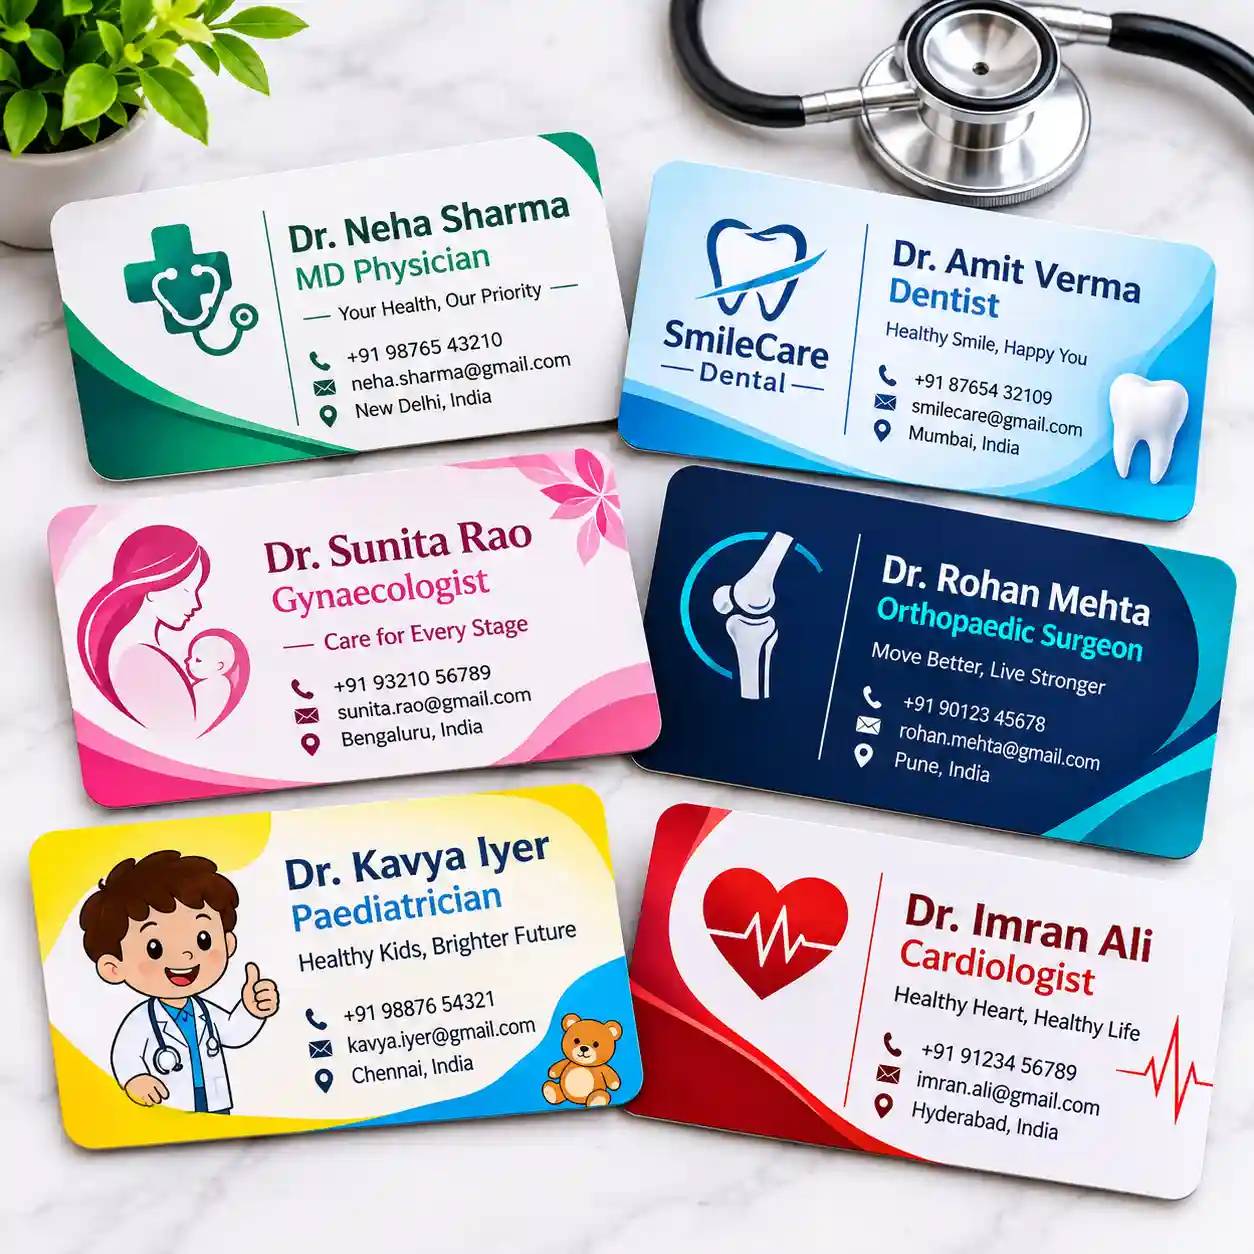 Dr. Neha Sharma
MD Physician
Your Health, Our Priority
+91 98765 43210
neha.sharma@gmail.com
New Delhi, India
SmileCare
Dental
Dr. Amit Verma
Dentist
Healthy Smile, Happy You
+91 87654 32109
smilecare@gmail.com
Mumbai, India
Dr. Sunita Rao
Gynaecologist
Care for Every Stage
+91 93210 56789
sunita.rao@gmail.com
Bengaluru, India
Dr. Rohan Mehta
Orthopaedic Surgeon
Move Better, Live Stronger
+91 90123 45678
rohan.mehta@gmail.com
Pune, India
Dr. Kavya Iyer
Paediatrician
Healthy Kids, Brighter Future
+91 98876 54321
kavya.iyer@gmail.com
Chennai, India
Dr. Imran Ali
Cardiologist
Healthy Heart, Healthy Life
+91 91234 56789
imran.ali@gmail.com
Hyderabad, India